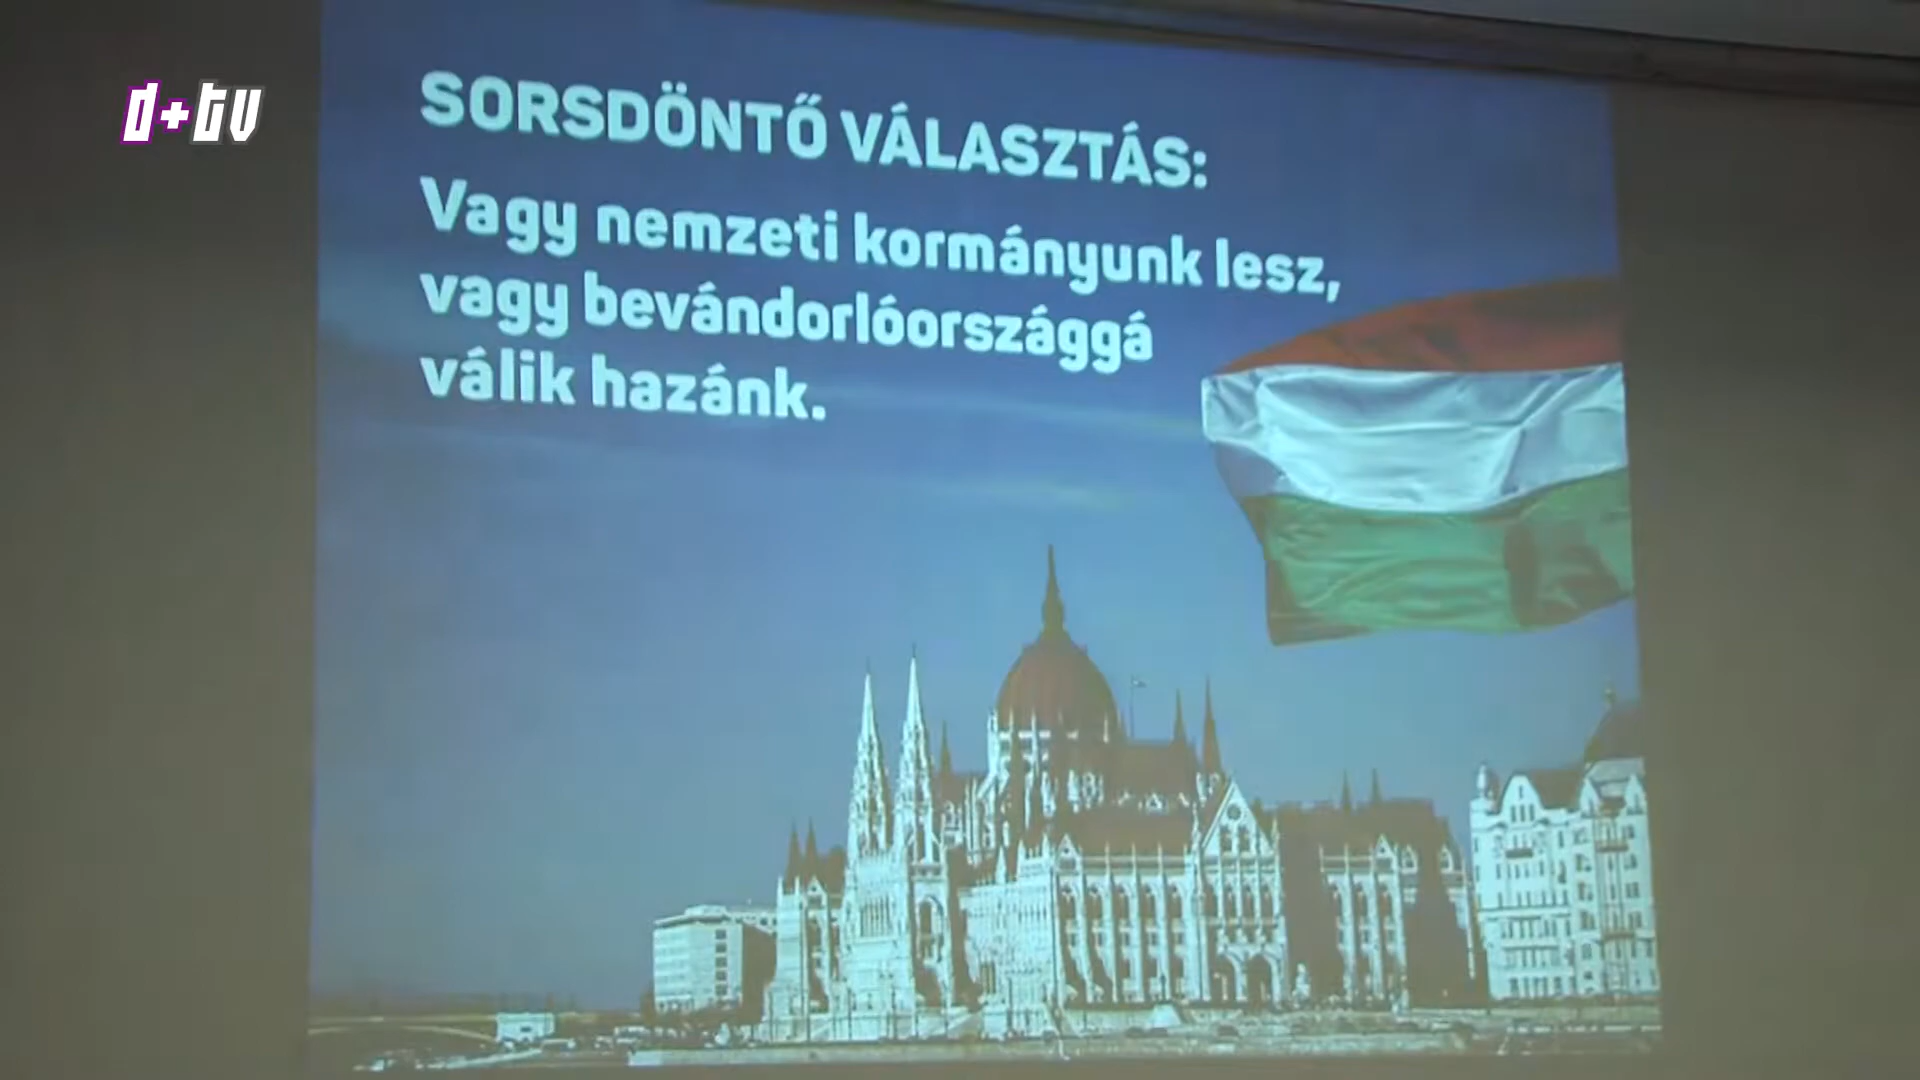 d+tv
SORSDÖNTŐ VÁLASZTÁS:
Vagy nemzeti kormányunk lesz,
vagy bevándorlóországgá
válik hazánk.